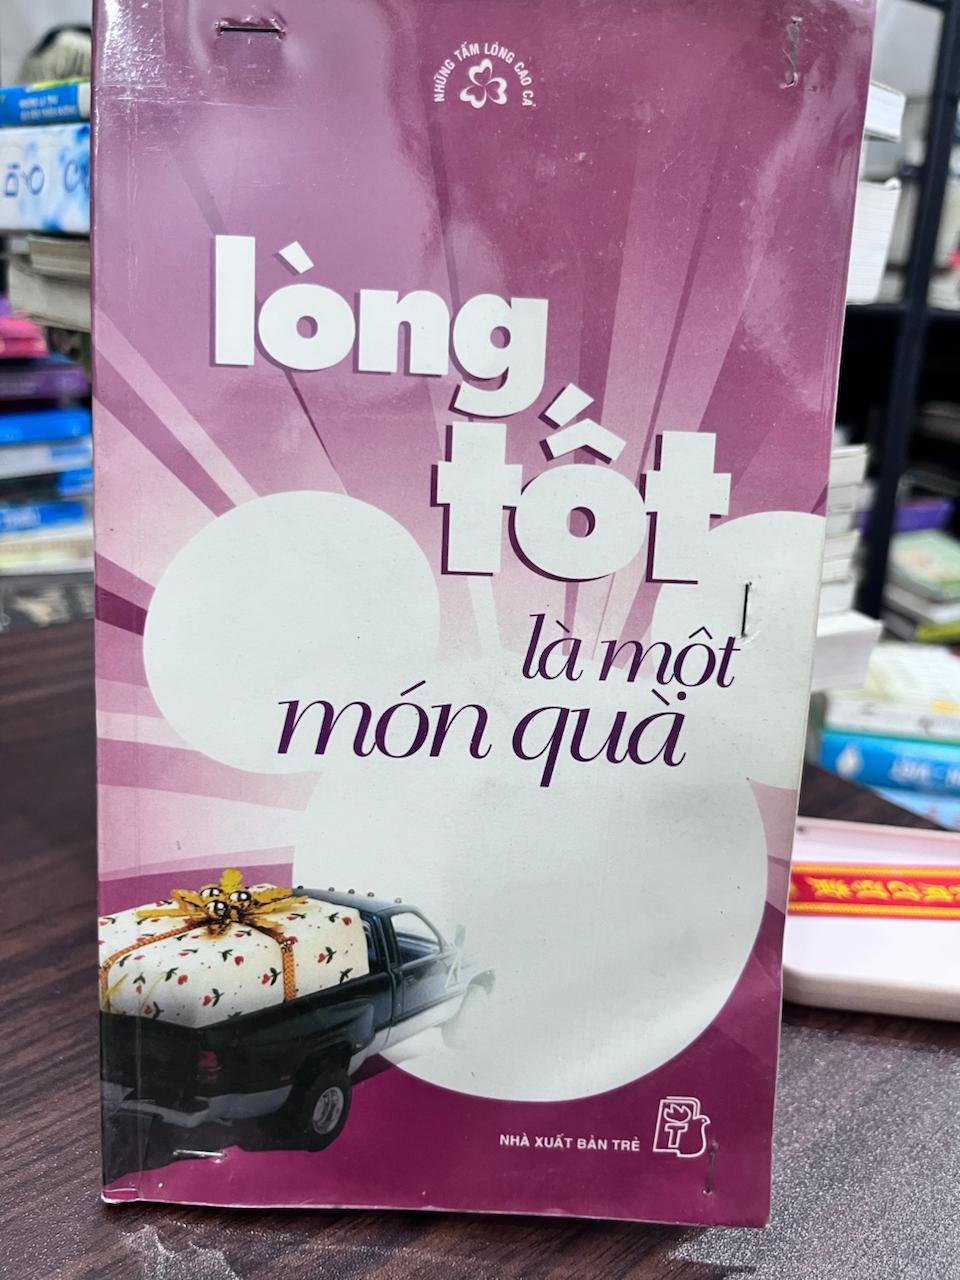 NHỮNG TẤM LÒNG CAO CẢ
lòng
tốt
là một
món quà
NHÀ XUẤT BẢN TRẺ
T